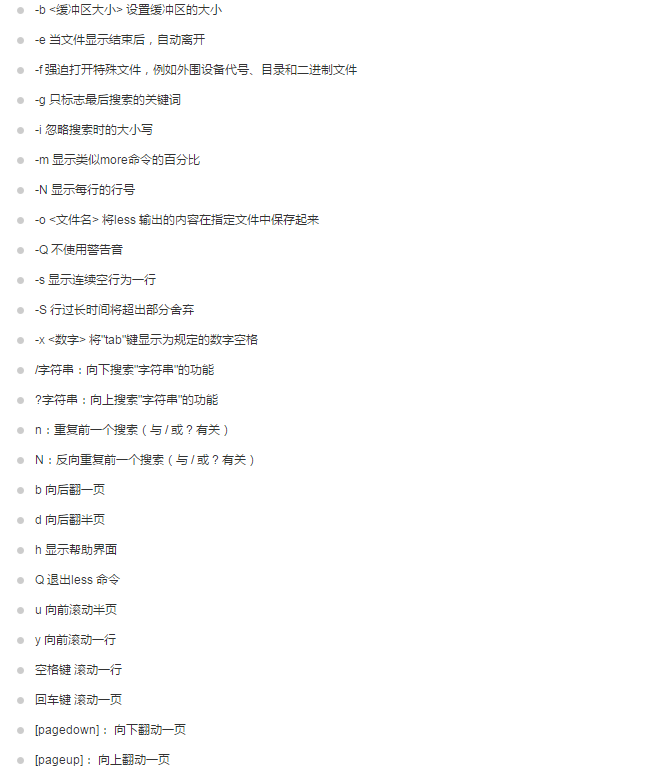 -b <缓冲区大小> 设置缓冲区的大小
-e 当文件显示结束后，自动离开
-f 强迫打开特殊文件，例如外围设备代号、目录和二进制文件
-g 只标志最后搜索的关键词
-i 忽略搜索时的大小写
-m 显示类似more命令的百分比
-N 显示每行的行号
-o <文件名> 将less 输出的内容在指定文件中保存起来
-Q 不使用警告音
-s 显示连续空行为一行
-S 行过长时间将超出部分舍弃
-x <数字> 将"tab"键显示为规定的数字空格
/字符串：向下搜索"字符串"的功能
?字符串：向上搜索"字符串"的功能
n：重复前一个搜索（与 / 或 ? 有关）
N：反向重复前一个搜索（与 / 或 ? 有关）
b 向后翻一页
d 向后翻半页
h 显示帮助界面
Q 退出less 命令
u 向前滚动半页
y 向前滚动一行
空格键 滚动一行
回车键 滚动一页
[pagedown]： 向下翻动一页
[pageup]： 向上翻动一页